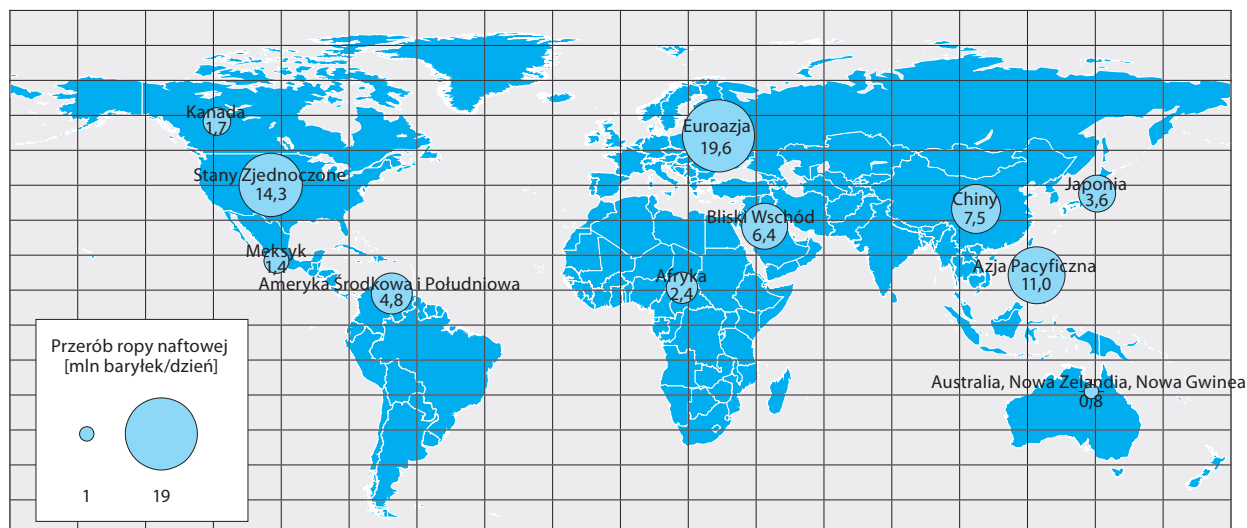 Kanada
1,7
Stany Zjednoczone
14,3
Meksyk
1,4
Ameryka Środkowa i Południowa
4,8
Euroazja
19,6
Bliski Wschód
6,4
Afryka
2,4
Chiny
7,5
Japonia
3,6
Azja Pacyficzna
11,0
Australia, Nowa Zelandia, Nowa Gwinea
0,8
Przerób ropy naftowej
[mln baryłek/dzień]
1 19